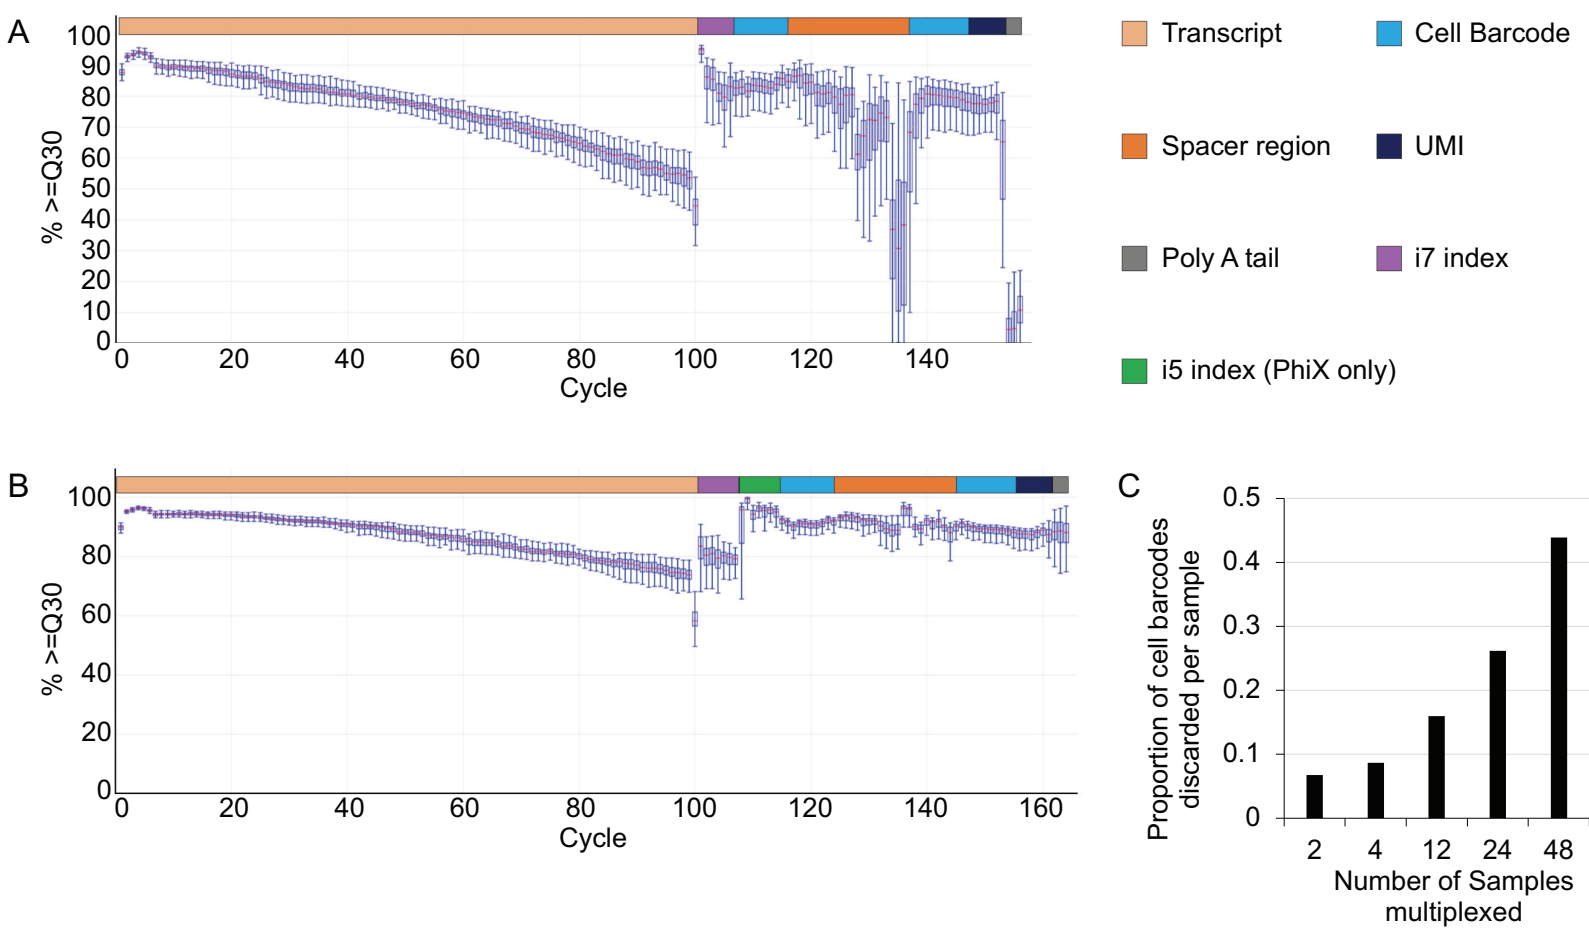 A
100
90
80
70
60
50
40
30
20
10
0
% >=Q30
0 20 40 60 80 100 120 140
Cycle
Transcript
Cell Barcode
Spacer region
UMI
Poly A tail
i7 index
i5 index (PhiX only)
B
100
80
60
40
20
0
% >=Q30
0 20 40 60 80 100 120 140 160
Cycle
C
Proportion of cell barcodes
discarded per sample
0.5
0.4
0.3
0.2
0.1
0
2 4 12 24 48
Number of Samples
multiplexed